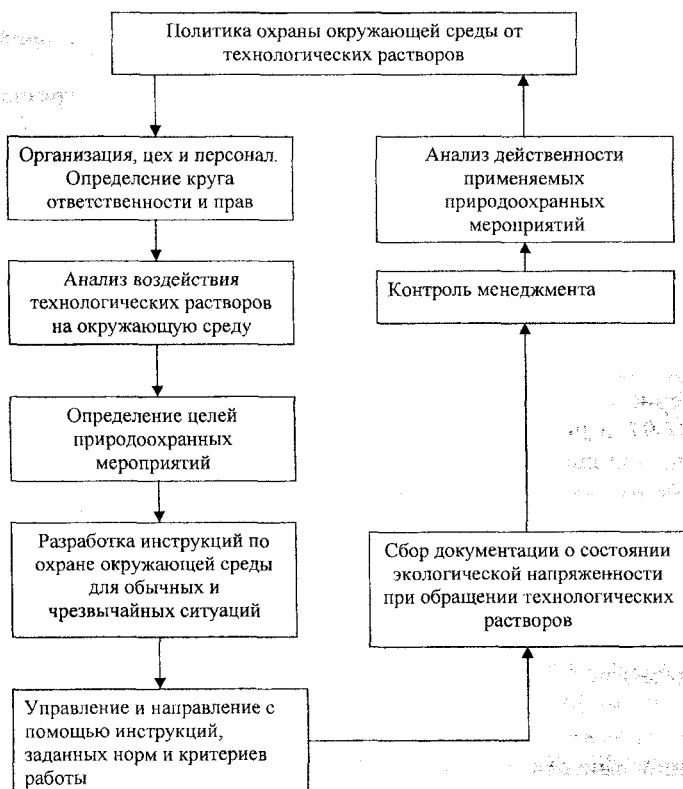 Политика охраны окружающей среды от
технологических растворов
Организация, цех и персонал.
Определение круга
ответственности и прав
Анализ воздействия
технологических растворов
на окружающую среду
Определение целей
природоохранных
мероприятий
Разработка инструкций по
охране окружающей среды
для обычных и
чрезвычайных ситуаций
Управление и направление с
помощью инструкций,
заданных норм и критериев
работы
Анализ действенности
применяемых
природоохранных
мероприятий
Контроль менеджмента
Сбор документации о состоянии
экологической напряженности
при обращении технологических
растворов